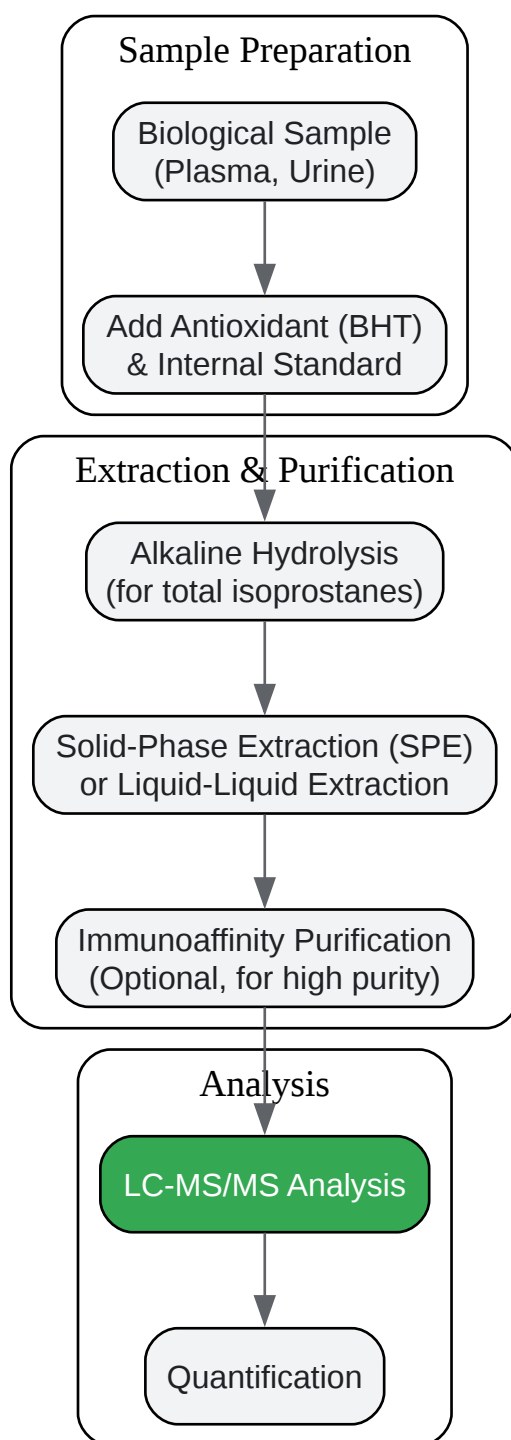 Sample Preparation
Biological Sample
(Plasma, Urine)
Add Antioxidant (BHT)
& Internal Standard
Extraction & Purification
Alkaline Hydrolysis
(for total isoprostanes)
Solid-Phase Extraction (SPE)
or Liquid-Liquid Extraction
Immunoaffinity Purification
(Optional, for high purity)
Analysis
LC-MS/MS Analysis
Quantification